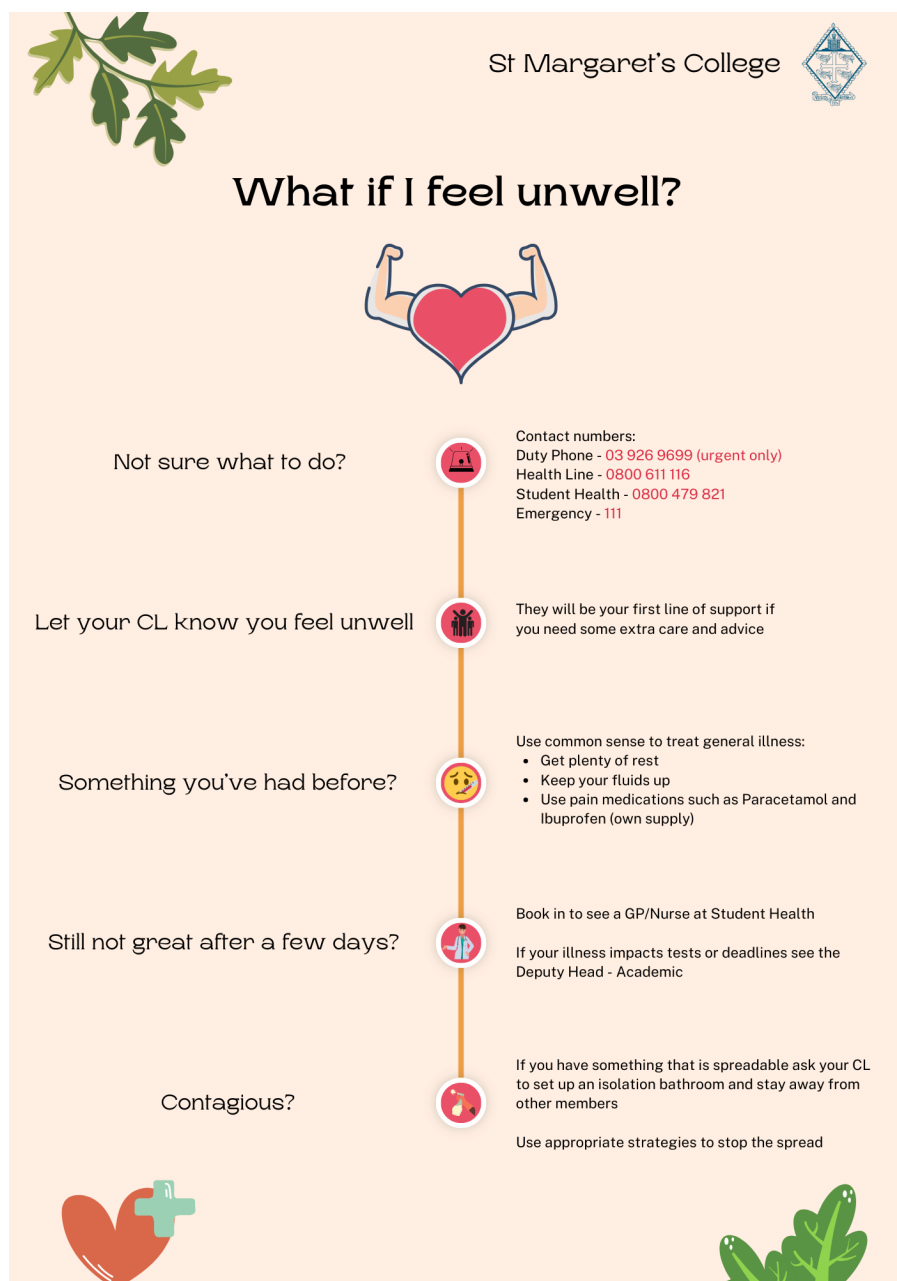 St Margaret's College
What if I feel unwell?
Not sure what to do?
Contact numbers:
Duty Phone - 03 926 9699 (urgent only)
Health Line - 0800 611 116
Student Health - 0800 479 821
Emergency - 111
Let your CL know you feel unwell
They will be your first line of support if
you need some extra care and advice
Something you've had before?
Use common sense to treat general illness:
• Get plenty of rest
• Keep your fluids up
• Use pain medications such as Paracetamol and
Ibuprofen (own supply)
Still not great after a few days?
Book in to see a GP/Nurse at Student Health
If your illness impacts tests or deadlines see the
Deputy Head - Academic
Contagious?
If you have something that is spreadable ask your CL
to set up an isolation bathroom and stay away from
other members
Use appropriate strategies to stop the spread